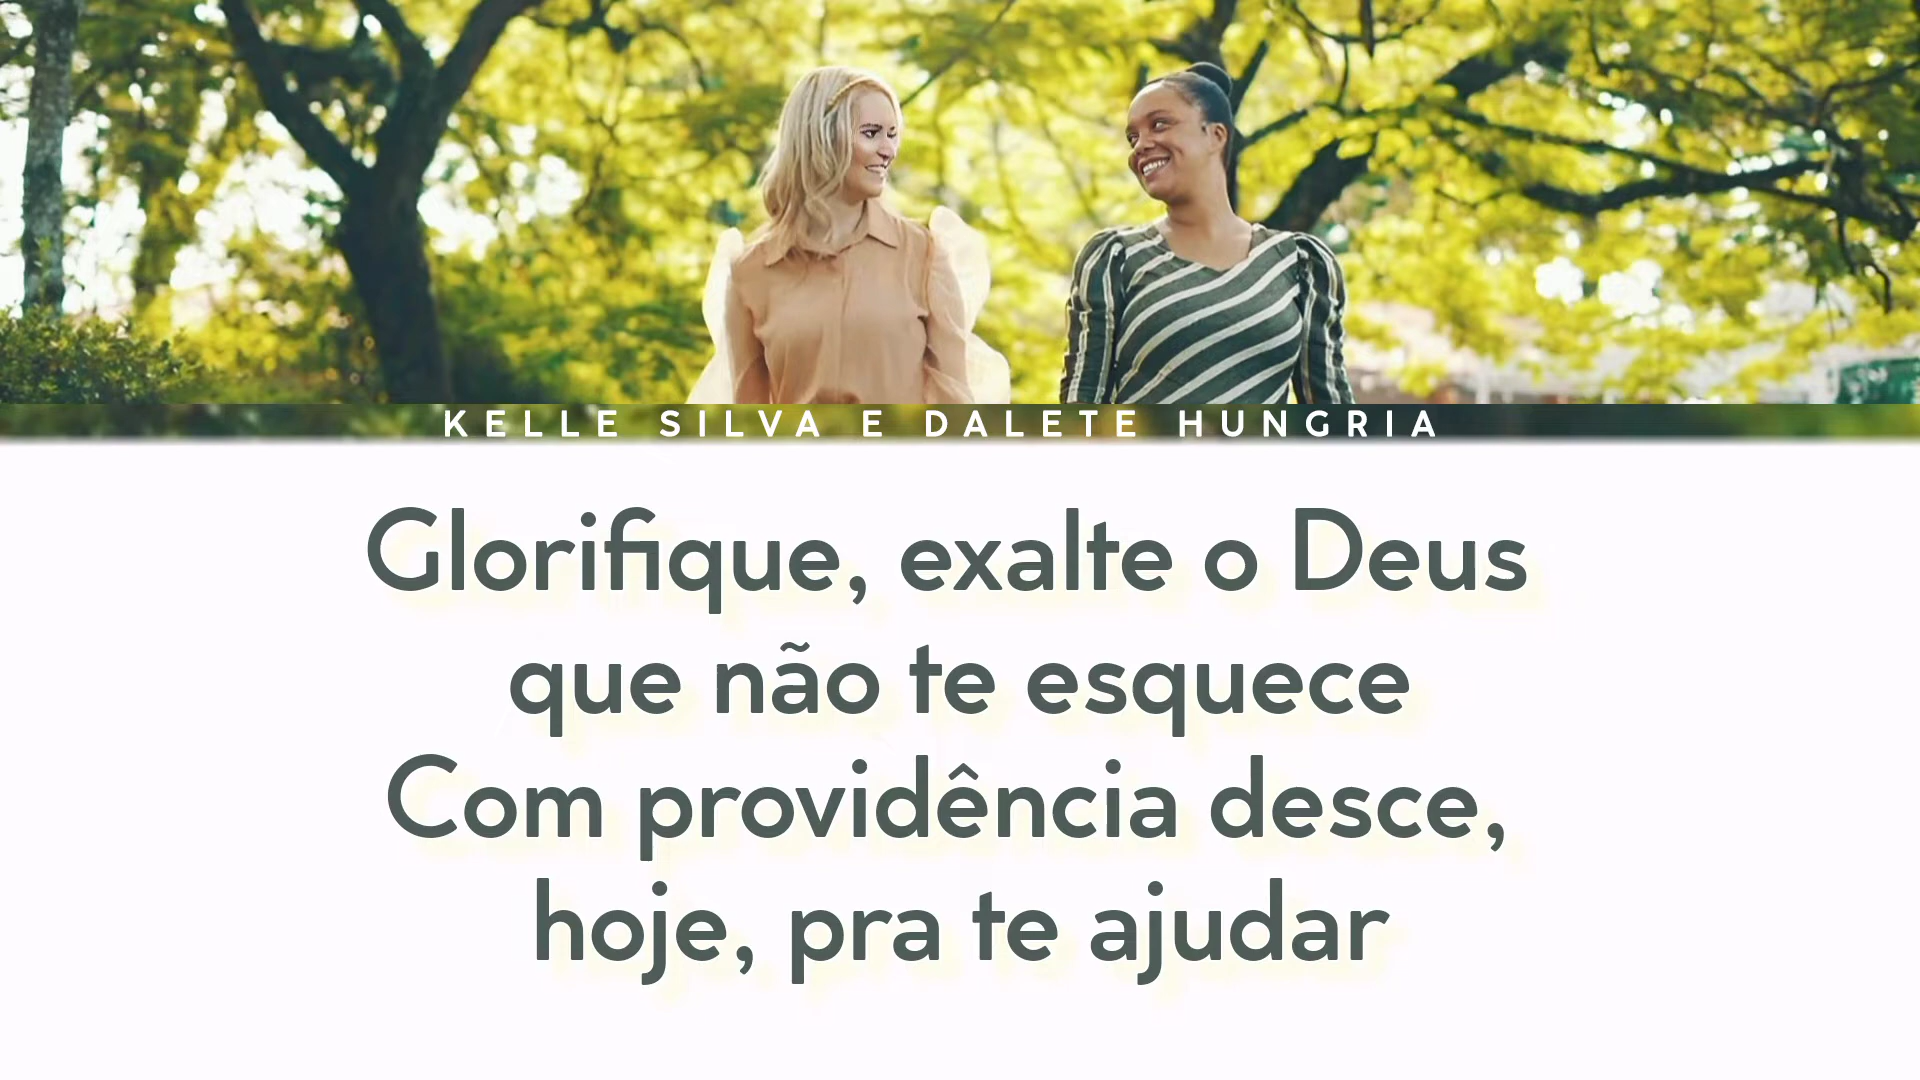 KELLE SILVA E DALETE HUNGRIA
Glorifique, exalte o Deus
que não te esquece
Com providência desce,
hoje, pra te ajudar